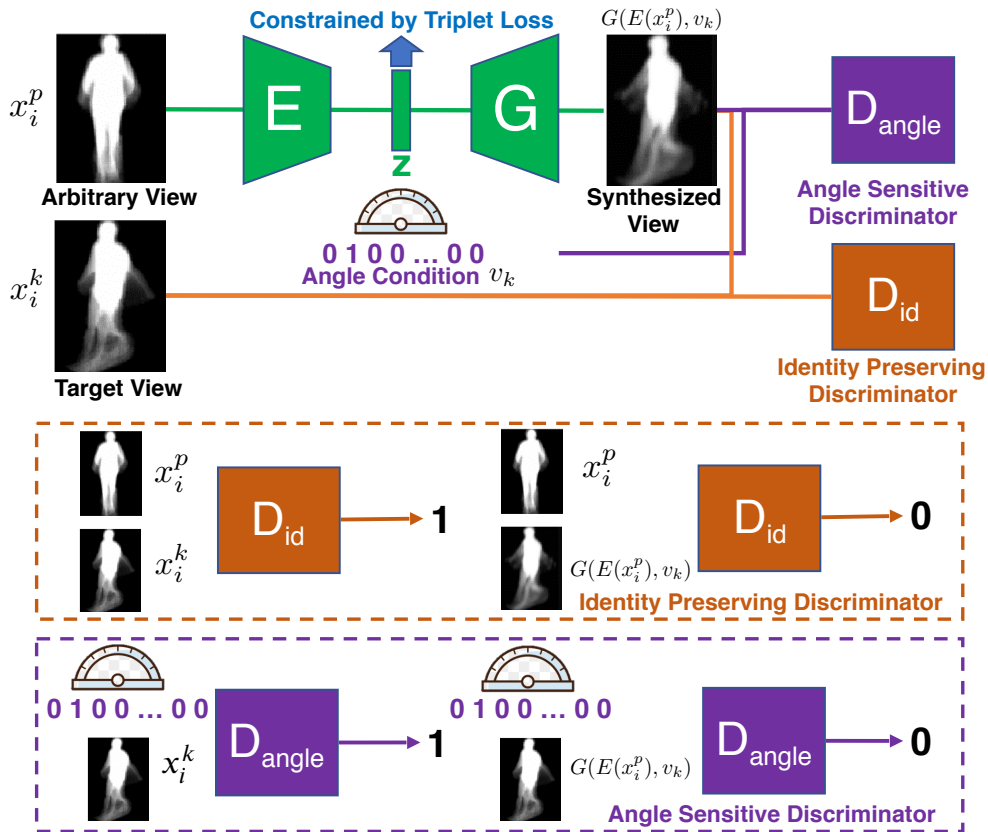 Constrained by Triplet Loss
G(E(x_i^p), v_k)
x_i^p
E
G
D_angle
z
Arbitrary View
Synthesized
View
Angle Sensitive
Discriminator
0 1 0 0 ... 0 0
Angle Condition v_k
x_i^k
D_id
Target View
Identity Preserving
Discriminator
x_i^p
x_i^k
D_id
1
x_i^p
G(E(x_i^p), v_k)
D_id
0
Identity Preserving Discriminator
0 1 0 0 ... 0 0
x_i^k
D_angle
1
0 1 0 0 ... 0 0
G(E(x_i^p), v_k)
D_angle
0
Angle Sensitive Discriminator